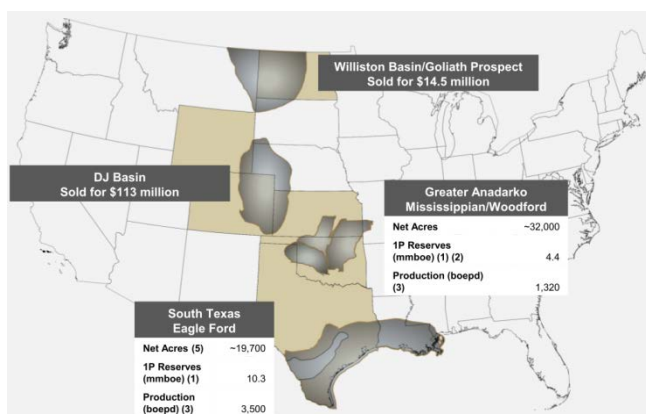 Williston Basin/Goliath Prospect
Sold for $14.5 million
DJ Basin
Sold for $113 million
Greater Anadarko
Mississippian/Woodford
Net Acres ~32,000
1P Reserves
(mmboe) (1) (2) 4.4
Production (boepd)
(3) 1,320
South Texas
Eagle Ford
Net Acres (5) ~19,700
1P Reserves
(mmboe) (1) 10.3
Production
(boepd) (3) 3,500